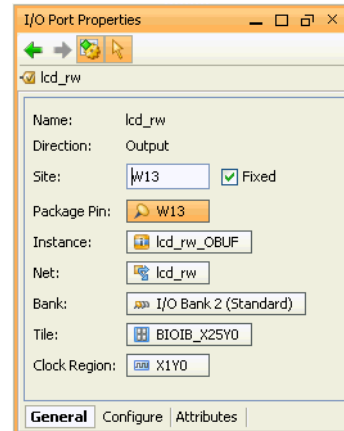 I/O Port Properties
lcd_rw
Name: lcd_rw
Direction: Output
Site: W13 Fixed
Package Pin: W13
Instance: lcd_rw_OBUF
Net: lcd_rw
Bank: I/O Bank 2 (Standard)
Tile: BIOIB_X25Y0
Clock Region: X1Y0
General Configure Attributes